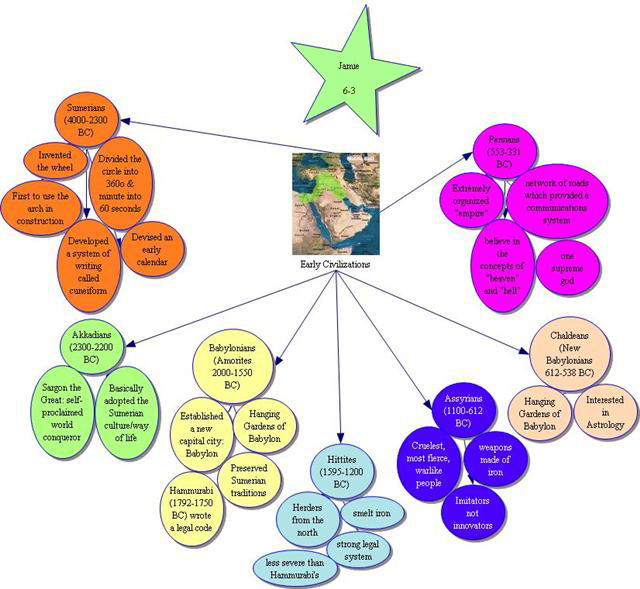 Jamie
6-3
Sumerians
(4000-2300
BC)
Invented
the wheel
Divided the
circle into
360o &
minute into
60 seconds
First to use the
arch in
construction
Developed
a system of
writing
called
cuneiform
Devised an
early
calendar
Persians
(553-331
BC)
Extremely
organized
"empire"
network of roads
which provided a
communications
system
believe in
the
concepts of
"heaven"
and "hell"
one
supreme
god
Early Civilizations
Akkadians
(2300-2200
BC)
Sargon the
Great: self-
proclaimed
world
conqueror
Basically
adopted the
Sumerian
culture/way
of life
Babylonians
(Amorites
2000-1550
BC)
Established
a new
capital city:
Babylon
Hanging
Gardens of
Babylon
Preserved
Sumerian
traditions
Hammurabi
(1792-1750
BC) wrote
a legal code
Hittites
(1595-1200
BC)
Herders
from the
north
smelt iron
strong legal
system
less severe than
Hammurabi's
Assyrians
(1100-612
BC)
Cruelest,
most fierce,
warlike
people
weapons
made of
iron
Imitators
not
innovators
Chaldeans
(New
Babylonians
612-538 BC)
Hanging
Gardens of
Babylon
Interested
in
Astrology